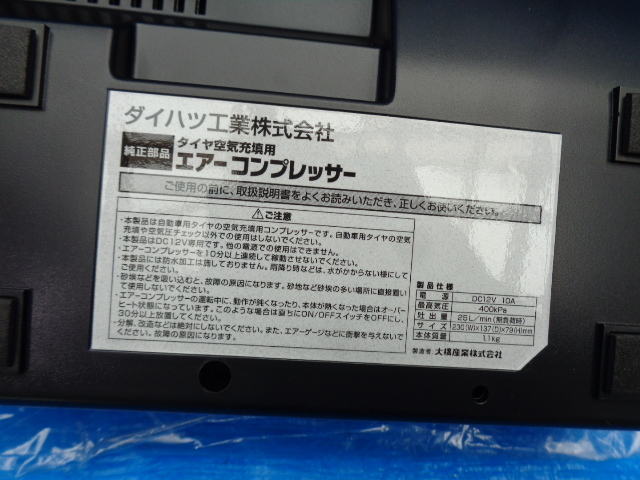 ダイハツ工業株式会社
純正部品
タイヤ空気充填用
エアーコンプレッサー
ご使用の前に、取扱説明書をよくお読みいただき、正しくお使いください。
⚠ご注意
・本製品は自動車用タイヤの空気充填用コンプレッサーです。自動車用タイヤの空気
充填や空気圧チェック以外での使用はしないでください。
・本製品はDC12V専用です。他の電源での使用はできません。
・エアーコンプレッサーを10分以上連続して稼動させないでください。
・本製品には防水加工は施しておりません。雨降り時などは、水がかからない様にして
ご使用ください。
・砂埃などを吸い込むと、故障の原因になります。砂地など砂埃の多い場所に直接置い
て使用しないでください。
・エアーコンプレッサーの運転中に、動作が鈍くなったり、本体が熱くなった場合はオーバー
ヒート状態になっています。このような場合は直ちにON/OFFスイッチをOFFにし、
30分以上放置してください。
・分解、改造などは絶対にしないでください。また、エアーゲージなどに衝撃を与えないで
ください。故障の原因になります。
製品仕様
電源 DC12V 10A
最高気圧 400kPa
吐出量 25L/min(無負荷時)
サイズ 230(W)×137(D)×79(H)mm
本体質量 1.1kg
製造者 大橋産業株式会社